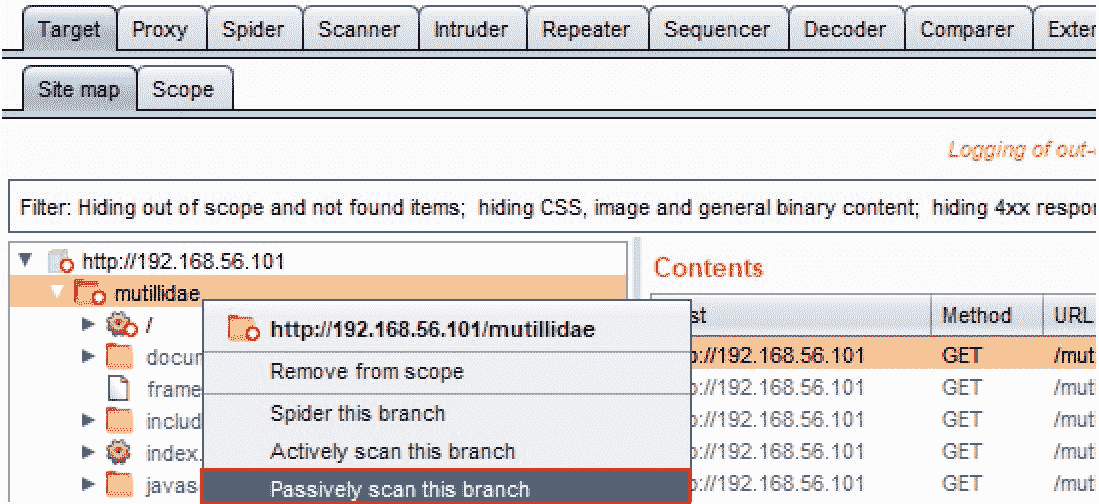 Target Proxy Spider Scanner Intruder Repeater Sequencer Decoder Comparer Exter
Site map Scope
Logging of out-
Filter: Hiding out of scope and not found items; hiding CSS, image and general binary content; hiding 4xx respo
http://192.168.56.101
mutillidae
/
docu
frame
includ
index.
javas
http://192.168.56.101/mutillidae
Remove from scope
Spider this branch
Actively scan this branch
Passively scan this branch
Contents
st Method URL
p://192.168.56.101 GET /mut
p://192.168.56.101 GET /mut
p://192.168.56.101 GET /mut
p://192.168.56.101 GET /mut
p://192.168.56.101 GET /mut